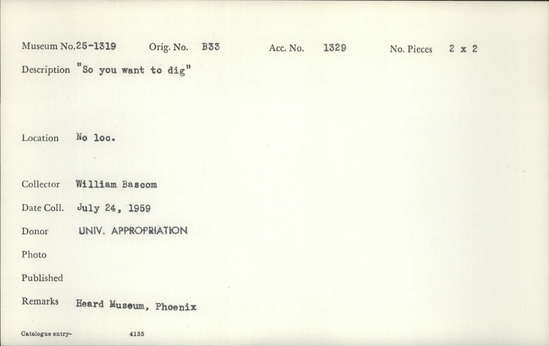 Museum No. 25-1319 Orig. No. B33 Acc. No. 1329 No. Pieces 2 x 2
Description "So you want to dig"
Location No loc.
Collector William Bascom
Date Coll. July 24, 1959
Donor UNIV. APPROPRIATION
Photo
Published
Remarks Heard Museum, Phoenix
Catalogue entry- 4155